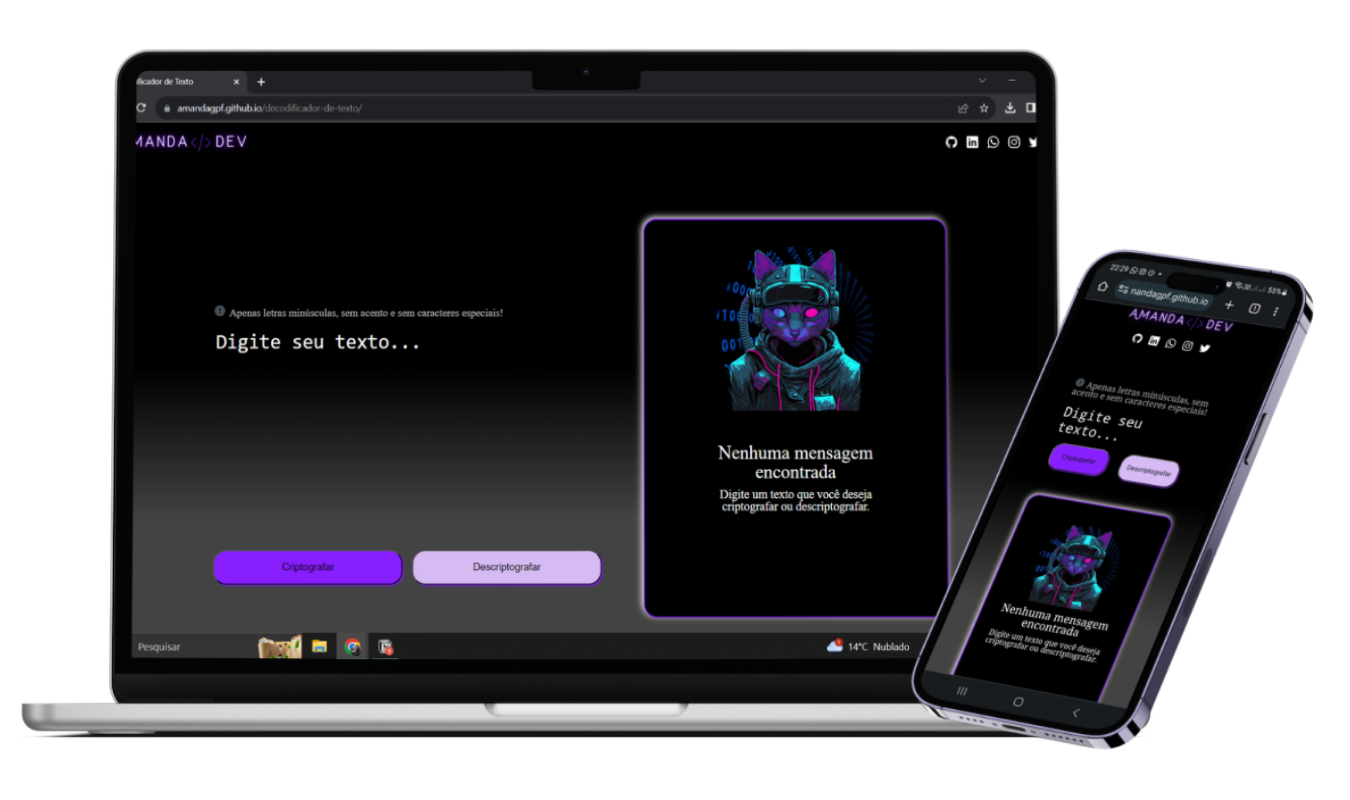 ificador de Texto
amandagpf.github.io/decodificador-de-texto/
MANDA</>DEV
Apenas letras minúsculas, sem acento e sem caracteres especiais!
Digite seu texto...
Criptografar
Descriptografar
Nenhuma mensagem
encontrada
Digite um texto que você deseja
criptografar ou descriptografar.
Pesquisar
14°C Nublado
22:29
55%
nandagpf.github.io
AMANDA</>DEV
Apenas letras minúsculas, sem
acento e sem caracteres especiais!
Digite seu
texto...
Criptografar
Descriptografar
Nenhuma mensagem
encontrada
Digite um texto que você deseja
criptografar ou descriptografar.